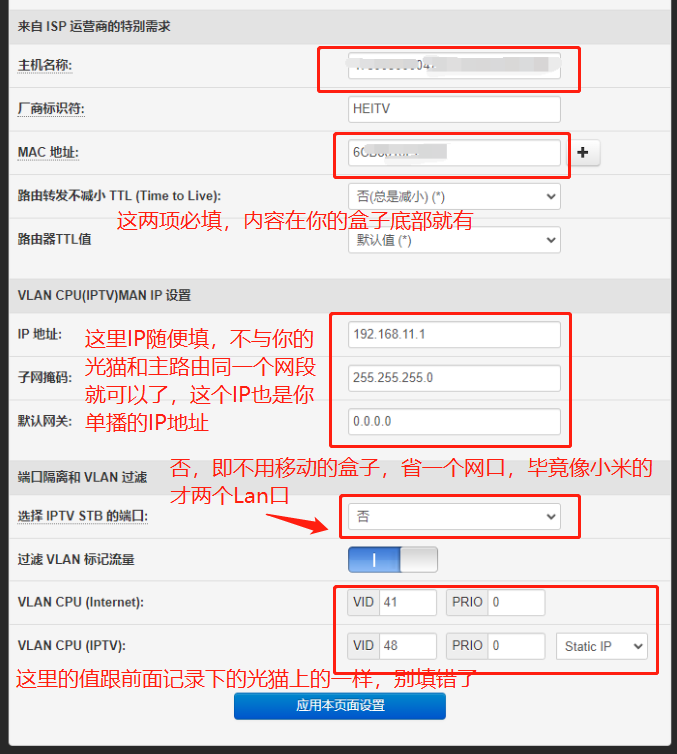 来自 ISP 运营商的特别需求
主机名称:
厂商标识符: HEITV
MAC 地址: +
路由转发不减小 TTL (Time to Live): 否(总是减小) (*)
这两项必填，内容在你的盒子底部就有
路由器TTL值 默认值 (*)
VLAN CPU(IPTV)MAN IP 设置
IP 地址: 192.168.11.1
这里IP随便填，不与你的
光猫和主路由同一个网段
就可以了，这个IP也是你
单播的IP地址
子网掩码: 255.255.255.0
默认网关: 0.0.0.0
端口隔离和 VLAN 过滤
否，即不用移动的盒子，省一个网口，毕竟像小米的
才两个Lan口
选择 IPTV STB 的端口: 否
过滤 VLAN 标记流量
VLAN CPU (Internet): VID 41 PRIO 0
VLAN CPU (IPTV): VID 48 PRIO 0 Static IP
这里的值跟前面记录下的光猫上的一样，别填错了
应用本页面设置